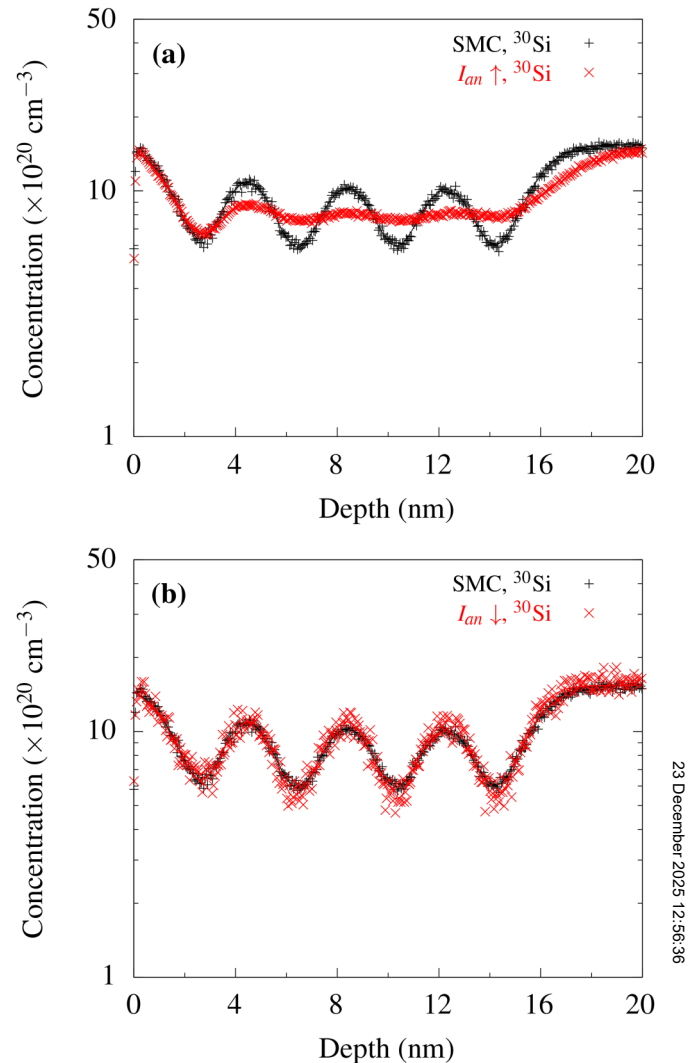 50
(a)
SMC, ³⁰Si +
I_an ↑, ³⁰Si ×
10
Concentration (×10²⁰ cm⁻³)
1
0 4 8 12 16 20
Depth (nm)
50
(b)
SMC, ³⁰Si +
I_an ↓, ³⁰Si ×
10
Concentration (×10²⁰ cm⁻³)
1
0 4 8 12 16 20
Depth (nm)
23 December 2025 12:56:36